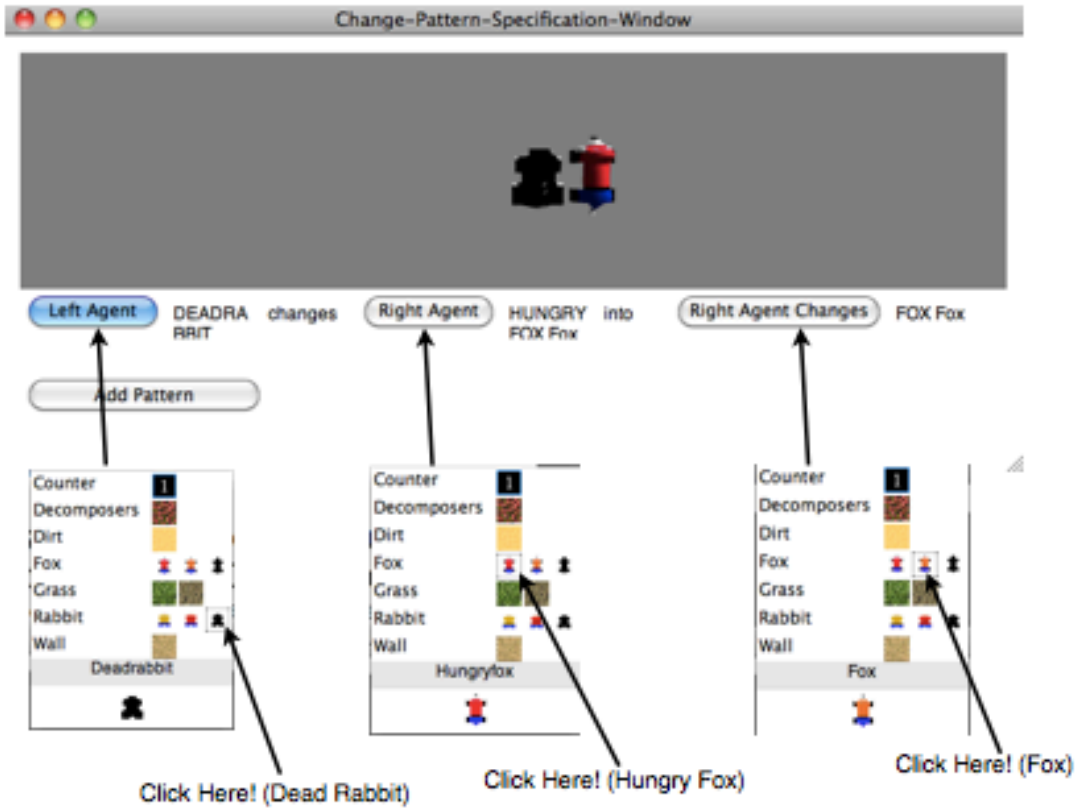 Change-Pattern-Specification-Window
Left Agent DEADRA changes Right Agent HUNGRY into Right Agent Changes FOX Fox
RBIT FOX Fox
Add Pattern
Counter 1
Decomposers
Dirt
Fox
Grass
Rabbit
Wall
Deadrabbit
Counter 1
Decomposers
Dirt
Fox
Grass
Rabbit
Wall
Hungryfox
Counter 1
Decomposers
Dirt
Fox
Grass
Rabbit
Wall
Fox
Click Here! (Dead Rabbit)
Click Here! (Hungry Fox)
Click Here! (Fox)